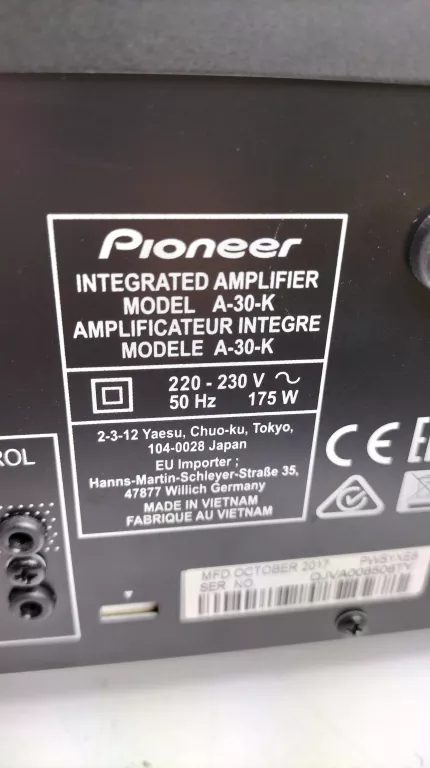 Pioneer
INTEGRATED AMPLIFIER
MODEL A-30-K
AMPLIFICATEUR INTEGRE
MODELE A-30-K
220 - 230 V ~
50 Hz 175 W
2-3-12 Yaesu, Chuo-ku, Tokyo,
104-0028 Japan
EU Importer ;
Hanns-Martin-Schleyer-Straße 35,
47877 Willich Germany
MADE IN VIETNAM
FABRIQUE AU VIETNAM
ROL
CE
MFD OCTOBER 2017
SER NO.